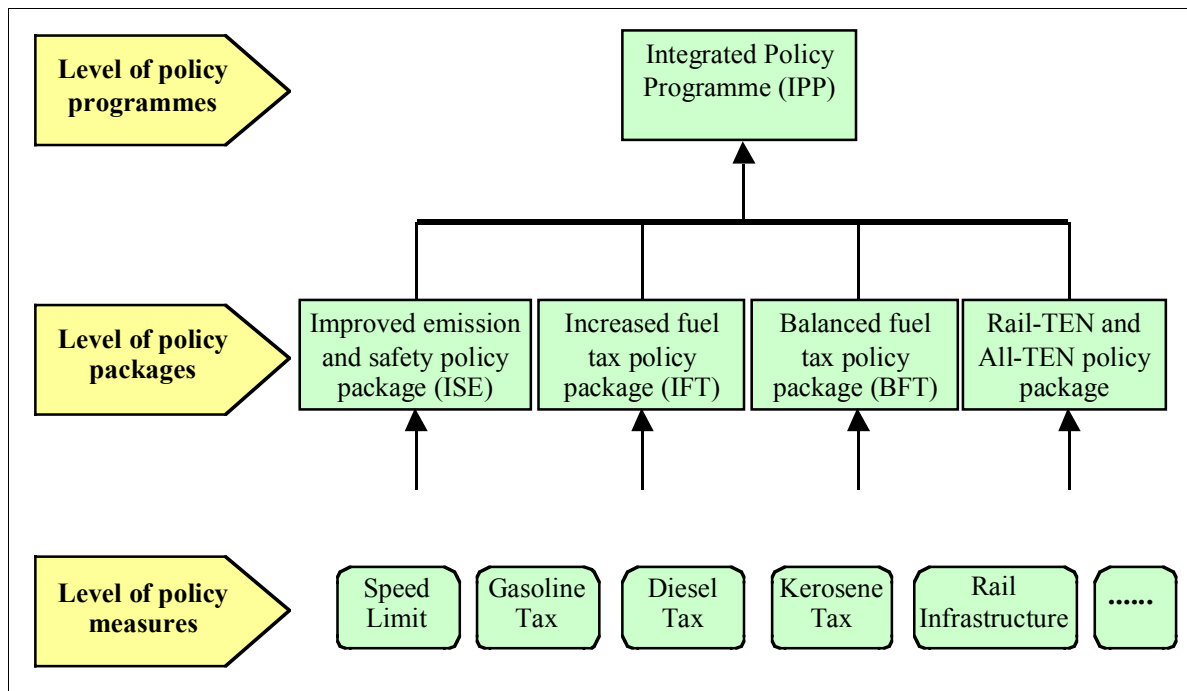 Level of policy
programmes
Integrated Policy
Programme (IPP)
Level of policy
packages
Improved emission
and safety policy
package (ISE)
Increased fuel
tax policy
package (IFT)
Balanced fuel
tax policy
package (BFT)
Rail-TEN and
All-TEN policy
package
Level of policy
measures
Speed
Limit
Gasoline
Tax
Diesel
Tax
Kerosene
Tax
Rail
Infrastructure
......